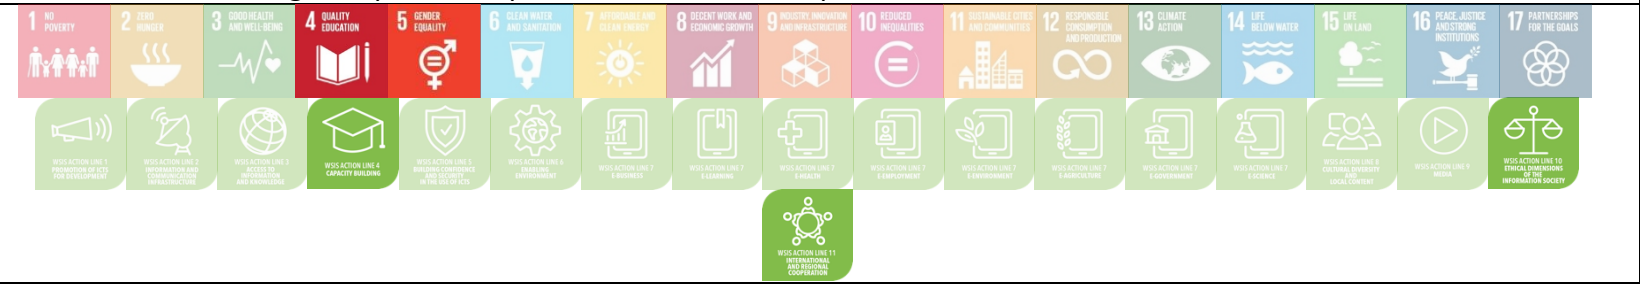 1 NO POVERTY
2 ZERO HUNGER
3 GOOD HEALTH AND WELL-BEING
4 QUALITY EDUCATION
5 GENDER EQUALITY
6 CLEAN WATER AND SANITATION
7 AFFORDABLE AND CLEAN ENERGY
8 DECENT WORK AND ECONOMIC GROWTH
9 INDUSTRY, INNOVATION AND INFRASTRUCTURE
10 REDUCED INEQUALITIES
11 SUSTAINABLE CITIES AND COMMUNITIES
12 RESPONSIBLE CONSUMPTION AND PRODUCTION
13 CLIMATE ACTION
14 LIFE BELOW WATER
15 LIFE ON LAND
16 PEACE, JUSTICE AND STRONG INSTITUTIONS
17 PARTNERSHIPS FOR THE GOALS
WSIS ACTION LINE 1
PROMOTION OF ICTS
FOR DEVELOPMENT
WSIS ACTION LINE 2
INFORMATION AND
COMMUNICATION
INFRASTRUCTURE
WSIS ACTION LINE 3
ACCESS TO
INFORMATION
AND KNOWLEDGE
WSIS ACTION LINE 4
CAPACITY BUILDING
WSIS ACTION LINE 5
BUILDING CONFIDENCE
AND SECURITY
IN THE USE OF ICTS
WSIS ACTION LINE 6
ENABLING
ENVIRONMENT
WSIS ACTION LINE 7
E-BUSINESS
WSIS ACTION LINE 7
E-LEARNING
WSIS ACTION LINE 7
E-HEALTH
WSIS ACTION LINE 7
E-EMPLOYMENT
WSIS ACTION LINE 7
E-ENVIRONMENT
WSIS ACTION LINE 7
E-AGRICULTURE
WSIS ACTION LINE 7
E-GOVERNMENT
WSIS ACTION LINE 7
E-SCIENCE
WSIS ACTION LINE 8
CULTURAL DIVERSITY
AND
LOCAL CONTENT
WSIS ACTION LINE 9
MEDIA
WSIS ACTION LINE 10
ETHICAL DIMENSIONS
OF THE
INFORMATION SOCIETY
WSIS ACTION LINE 11
INTERNATIONAL
AND REGIONAL
COOPERATION